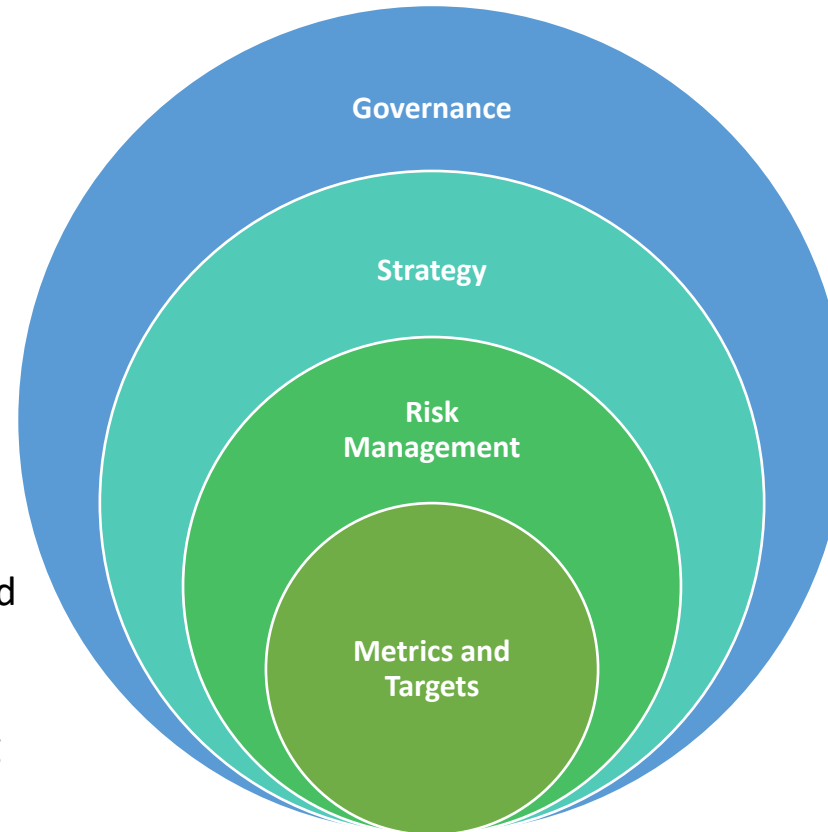 Governance
Strategy
Risk
Management
Metrics and
Targets